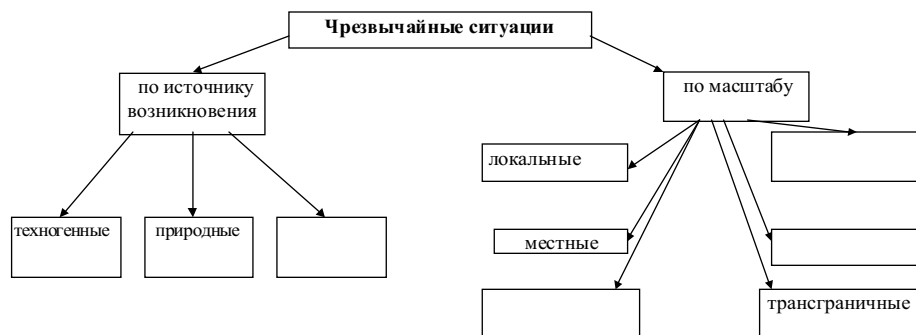 Чрезвычайные ситуации
по источнику
возникновения
по масштабу
локальные
техногенные
природные
местные
трансграничные